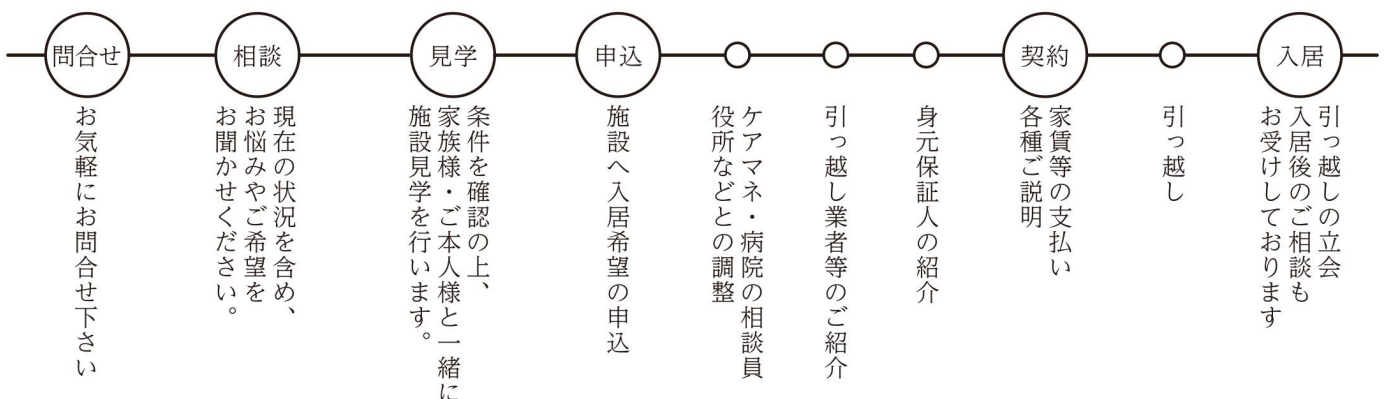 問合せ
お気軽にお問合せ下さい
相談
現在の状況を含め、
お悩みやご希望を
お聞かせください。
見学
条件を確認の上、
家族様・ご本人様と一緒に
施設見学を行います。
申込
施設へ入居希望の申込
ケアマネ・病院の相談員
役所などとの調整
引っ越し業者等のご紹介
身元保証人の紹介
契約
家賃等の支払い
各種ご説明
引っ越し
入居
引っ越しの立会
入居後のご相談も
お受けしております